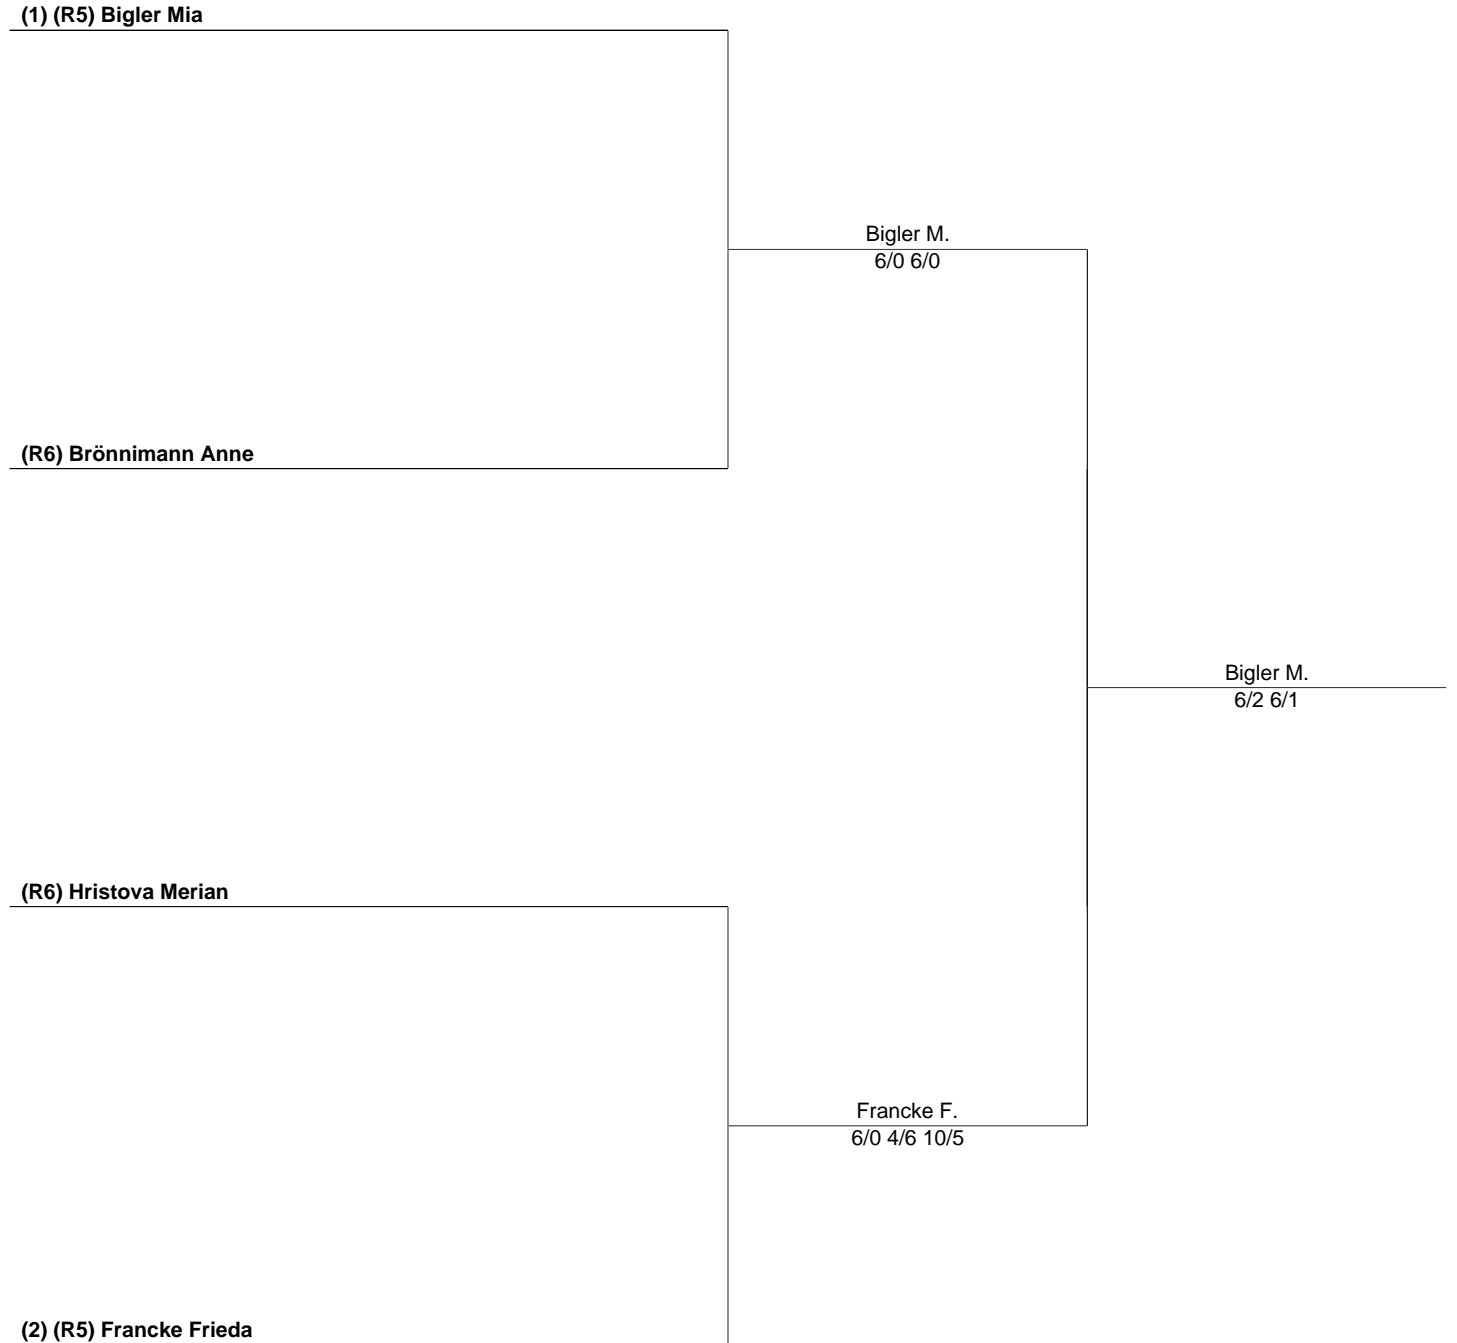 (1) (R5) Bigler Mia
Bigler M.
6/0 6/0
(R6) Brönnimann Anne
Bigler M.
6/2 6/1
(R6) Hristova Merian
Francke F.
6/0 4/6 10/5
(2) (R5) Francke Frieda